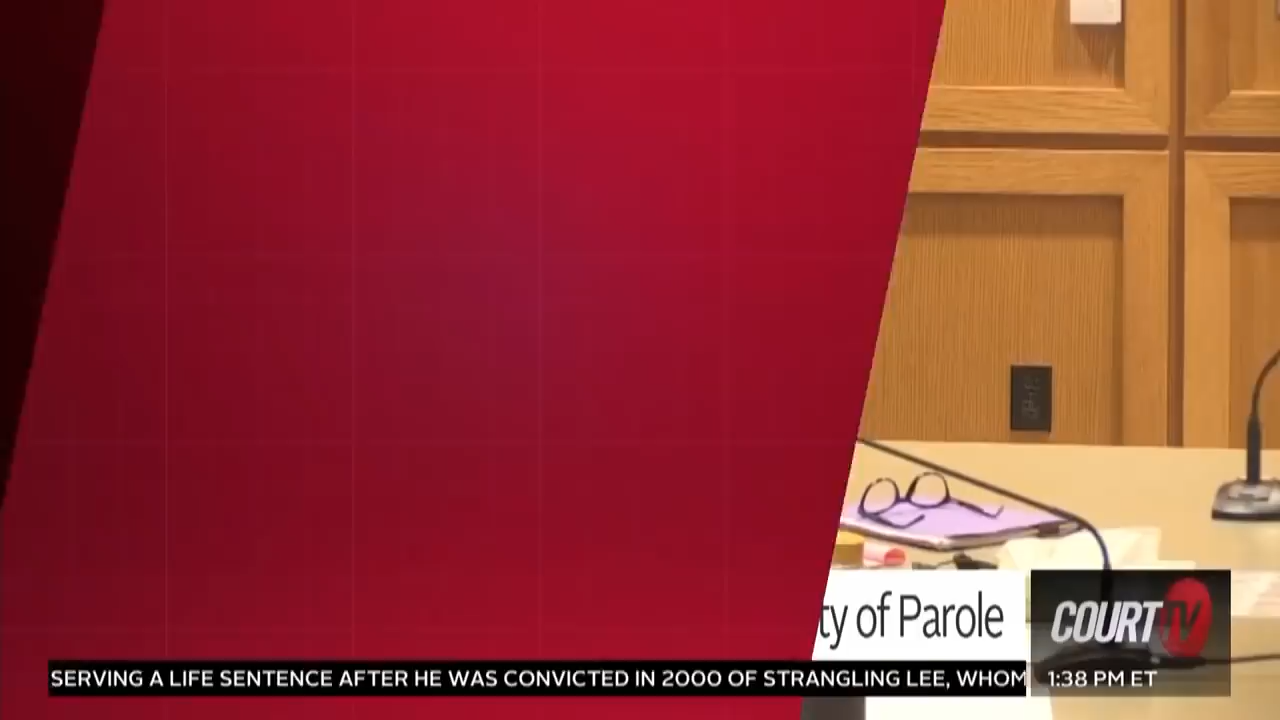 ty of Parole
COURT TV
SERVING A LIFE SENTENCE AFTER HE WAS CONVICTED IN 2000 OF STRANGLING LEE, WHOM
1:38 PM ET